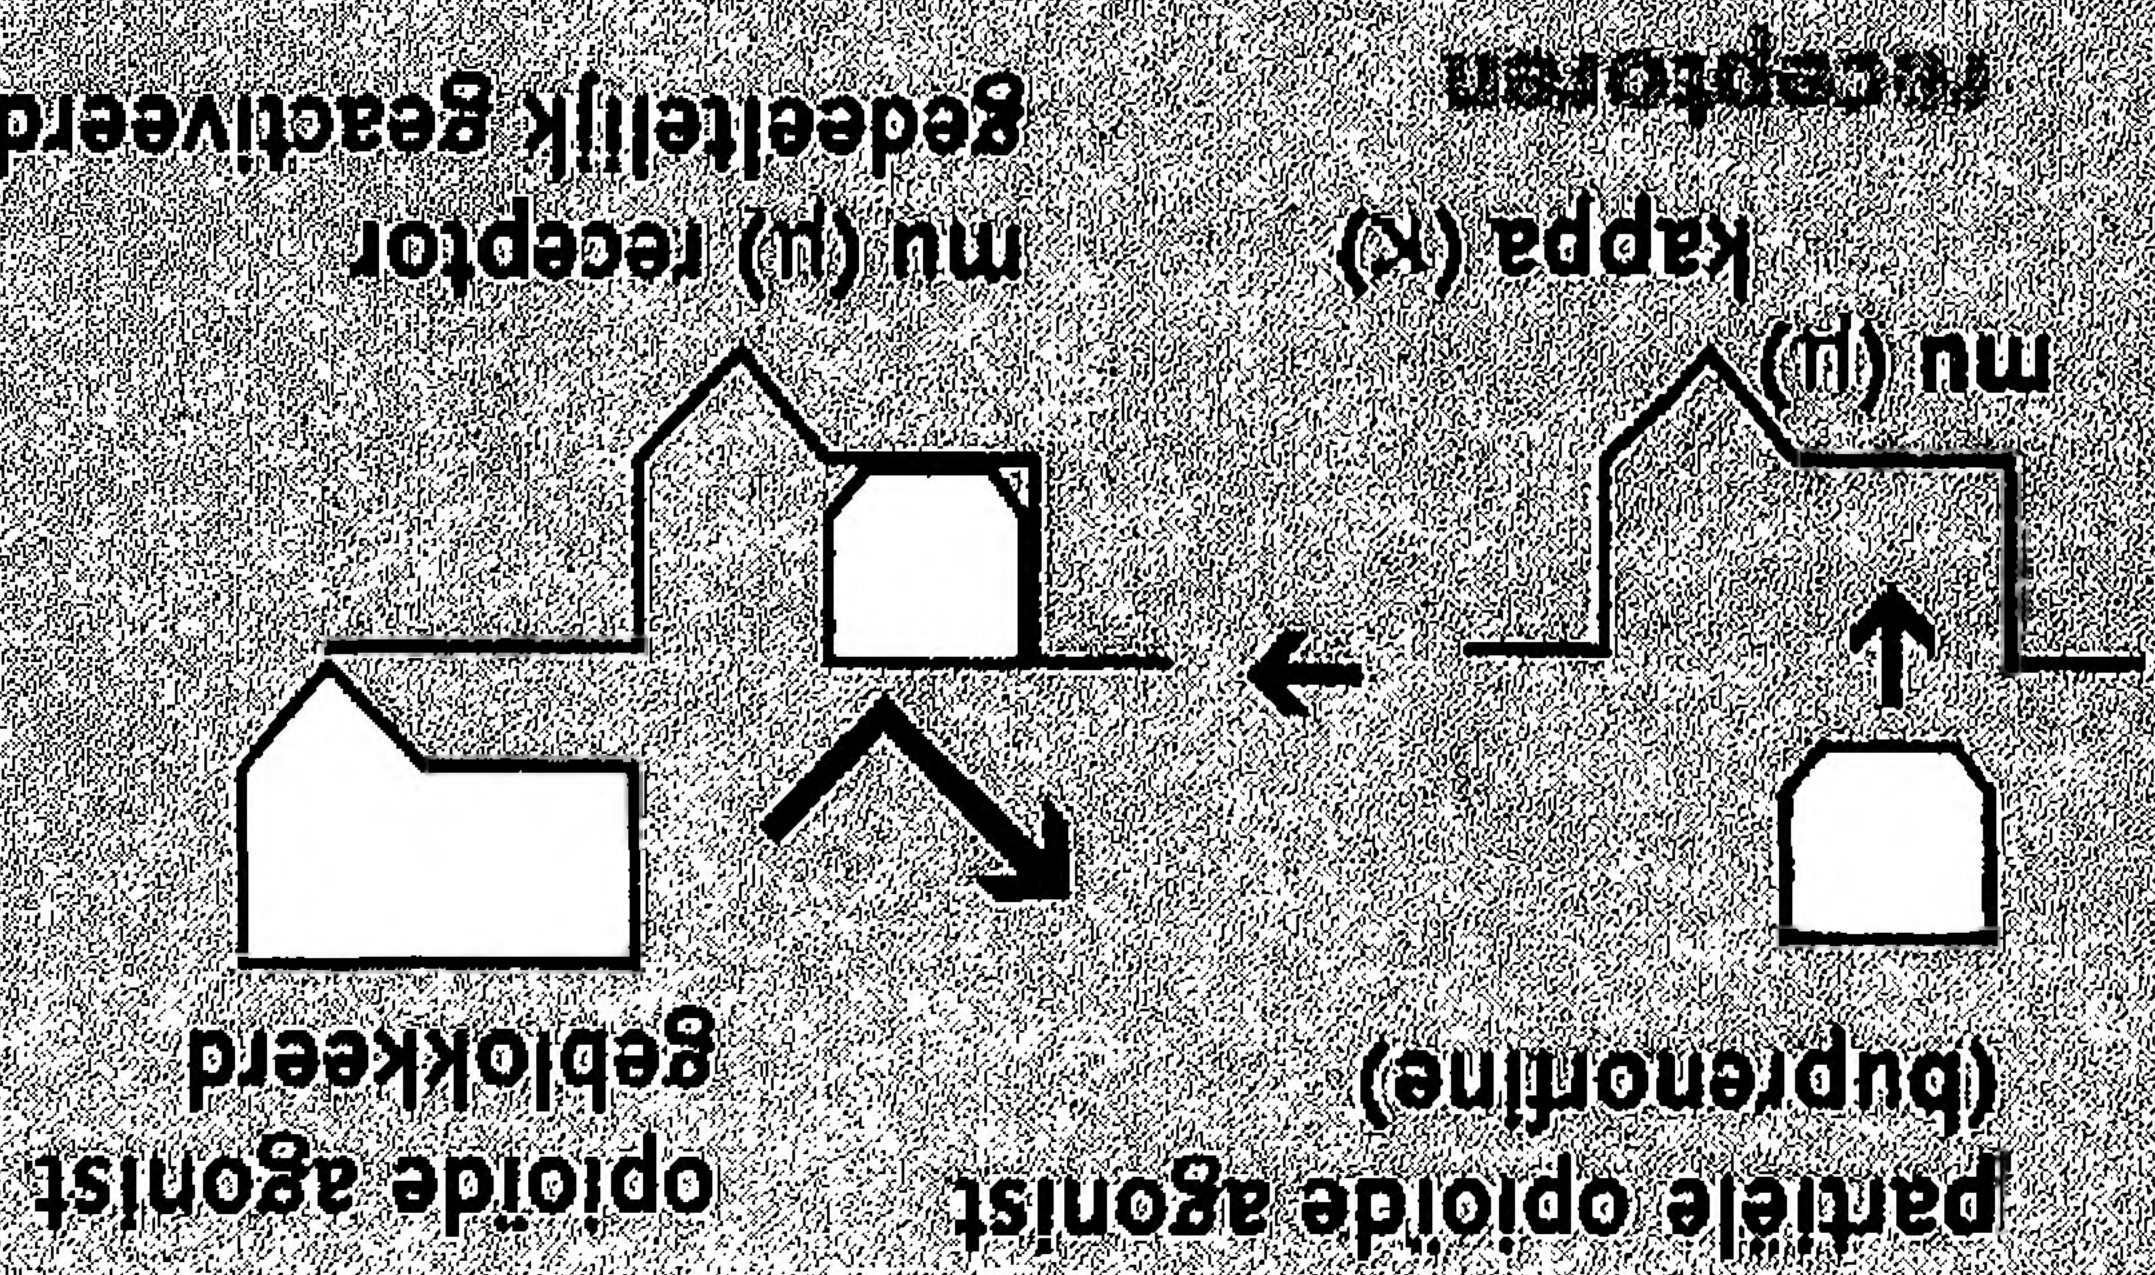 partiële opioïde agonist
(buprenorfine)
opioïde agonist
geblokkeerd
mu (µ)
kappa (κ)
receptoren
mu (µ) receptor
gedeeltelijk geactiveerd